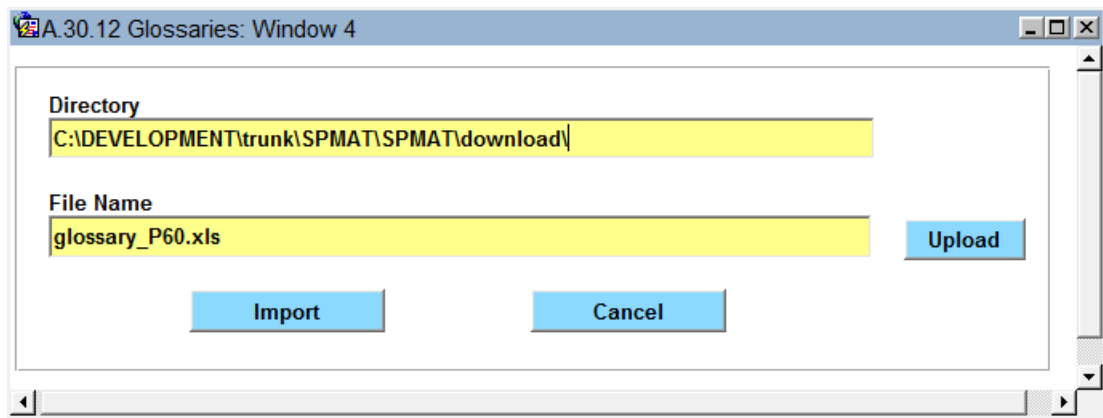 A.30.12 Glossaries: Window 4
Directory
C:\DEVELOPMENT\trunk\SPMAT\SPMAT\download\
File Name
glossary_P60.xls
Upload
Import
Cancel